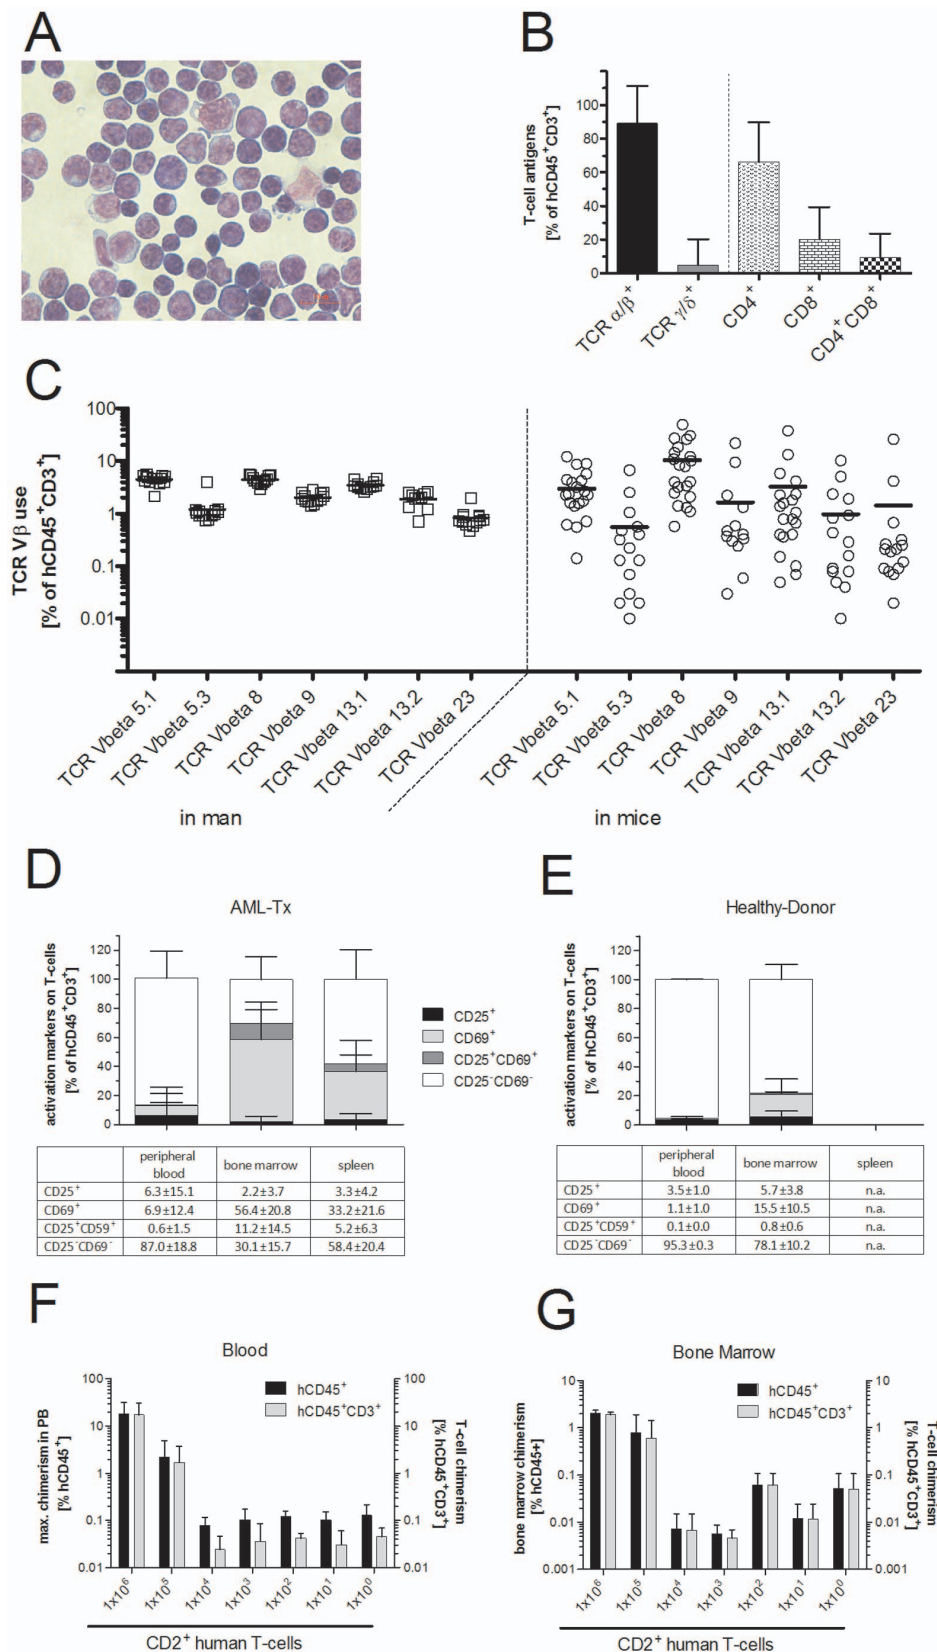 A
B
T-cell antigens
[% of hCD45⁺CD3⁺]
100
80
60
40
20
0
TCR α/β⁺
TCR γ/δ⁺
CD4⁺
CD8⁺
CD4⁺ CD8⁺
C
TCR Vβ use
[% of hCD45⁺CD3⁺]
100
10
1
0.1
0.01
TCR Vbeta 5.1
TCR Vbeta 5.3
TCR Vbeta 8
TCR Vbeta 9
TCR Vbeta 13.1
TCR Vbeta 13.2
TCR Vbeta 23
TCR Vbeta 5.1
TCR Vbeta 5.3
TCR Vbeta 8
TCR Vbeta 9
TCR Vbeta 13.1
TCR Vbeta 13.2
TCR Vbeta 23
in man
in mice
D
AML-Tx
activation markers on T-cells
[% of hCD45⁺CD3⁺]
120
100
80
60
40
20
0
CD25⁺
CD69⁺
CD25⁺CD69⁺
CD25⁻CD69⁻
peripheral blood bone marrow spleen
CD25⁺ 6.3±15.1 2.2±3.7 3.3±4.2
CD69⁺ 6.9±12.4 56.4±20.8 33.2±21.6
CD25⁺CD59⁺ 0.6±1.5 11.2±14.5 5.2±6.3
CD25⁻CD69⁻ 87.0±18.8 30.1±15.7 58.4±20.4
E
Healthy-Donor
activation markers on T-cells
[% of hCD45⁺CD3⁺]
120
100
80
60
40
20
0
peripheral blood bone marrow spleen
CD25⁺ 3.5±1.0 5.7±3.8 n.a.
CD69⁺ 1.1±1.0 15.5±10.5 n.a.
CD25⁺CD59⁺ 0.1±0.0 0.8±0.6 n.a.
CD25⁻CD69⁻ 95.3±0.3 78.1±10.2 n.a.
F
Blood
max. chimerism in PB
[% hCD45⁺]
100
10
1
0.1
0.01
hCD45⁺
hCD45⁺CD3⁺
100
10
1
0.1
0.01
T-cell chimerism
[% hCD45⁺CD3⁺]
1x10⁶
1x10⁵
1x10⁴
1x10³
1x10²
1x10¹
1x10⁰
CD2⁺ human T-cells
G
Bone Marrow
bone marrow chimerism
[% hCD45+]
10
1
0.1
0.01
0.001
hCD45⁺
hCD45⁺CD3⁺
10
1
0.1
0.01
0.001
T-cell chimerism
[% hCD45⁺CD3⁺]
1x10⁶
1x10⁵
1x10⁴
1x10³
1x10²
1x10¹
1x10⁰
CD2⁺ human T-cells